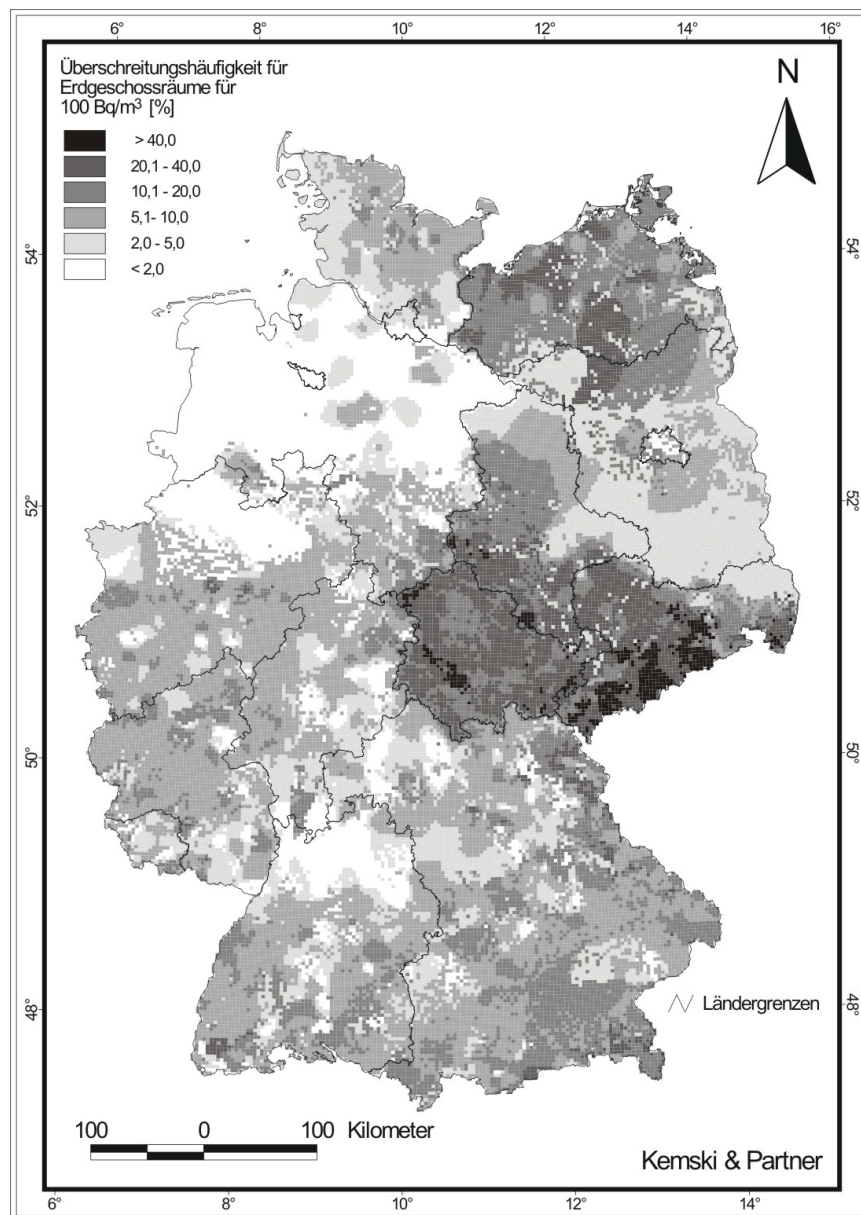 6° 8° 10° 12° 14° 16°
Überschreitungshäufigkeit für
Erdgeschossräume für
100 Bq/m³ [%]
> 40,0
20,1 - 40,0
10,1 - 20,0
5,1- 10,0
2,0 - 5,0
< 2,0
N
54° 54°
52° 52°
50° 50°
48° 48°
Ländergrenzen
100 0 100 Kilometer
Kemski & Partner
6° 8° 10° 12° 14°